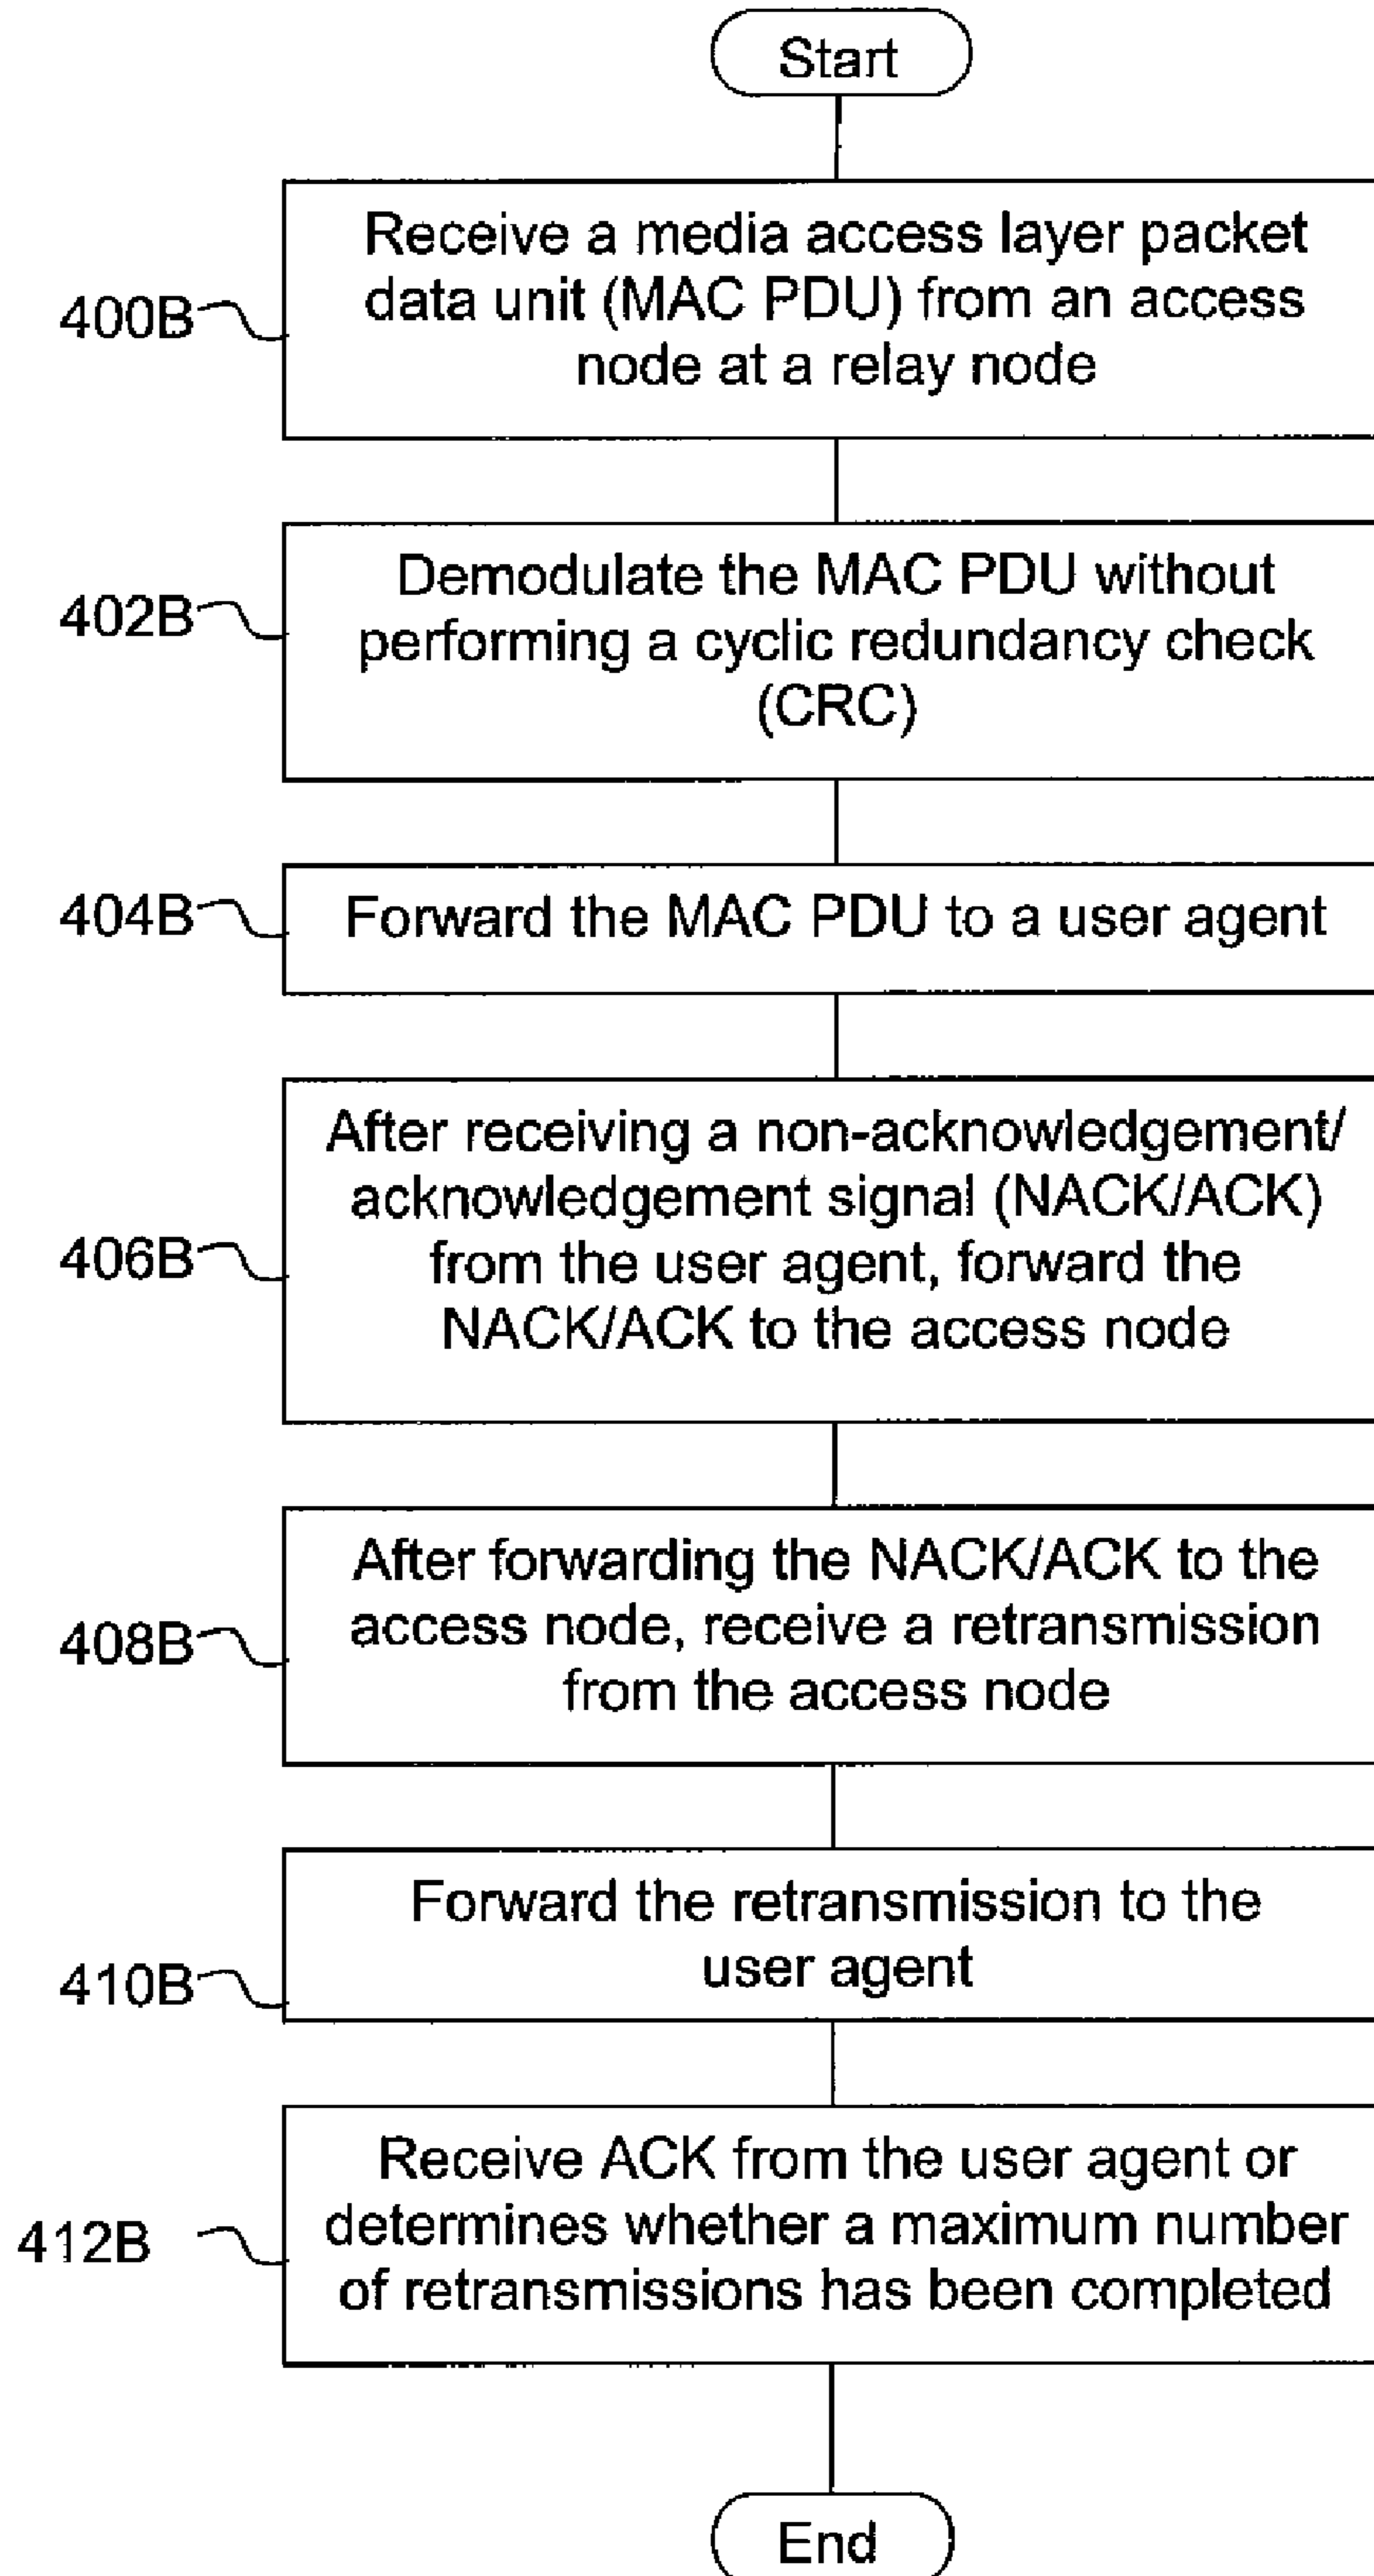 Start
Receive a media access layer packet
data unit (MAC PDU) from an access
node at a relay node
400B
Demodulate the MAC PDU without
performing a cyclic redundancy check
(CRC)
402B
Forward the MAC PDU to a user agent
404B
After receiving a non-acknowledgement/
acknowledgement signal (NACK/ACK)
from the user agent, forward the
NACK/ACK to the access node
406B
After forwarding the NACK/ACK to the
access node, receive a retransmission
from the access node
408B
Forward the retransmission to the
user agent
410B
Receive ACK from the user agent or
determines whether a maximum number
of retransmissions has been completed
412B
End